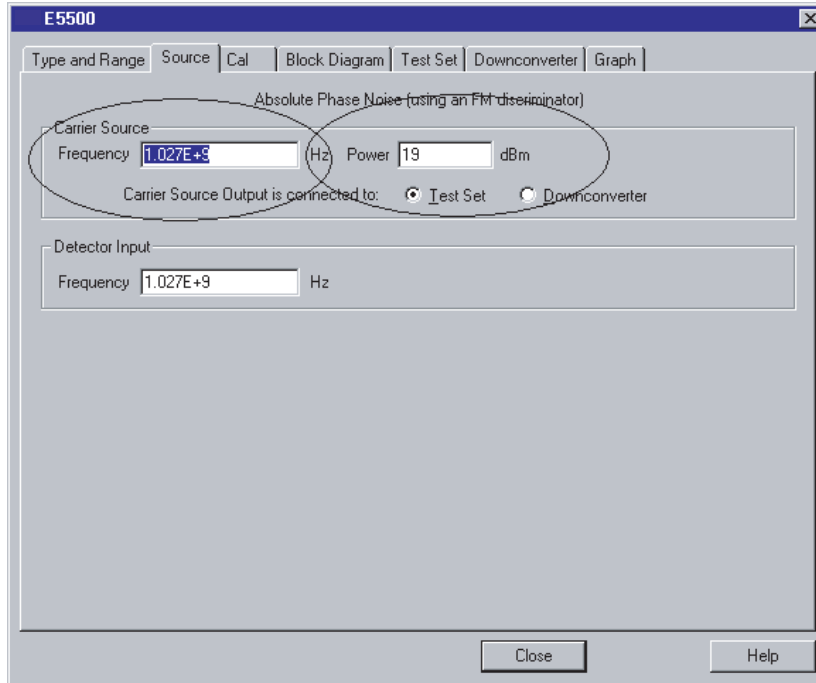 E5500
Type and Range Source Cal Block Diagram Test Set Downconverter Graph
Absolute Phase Noise (using an FM discriminator)
Carrier Source
Frequency 1.027E+9 Hz Power 19 dBm
Carrier Source Output is connected to: Test Set Downconverter
Detector Input
Frequency 1.027E+9 Hz
Close Help